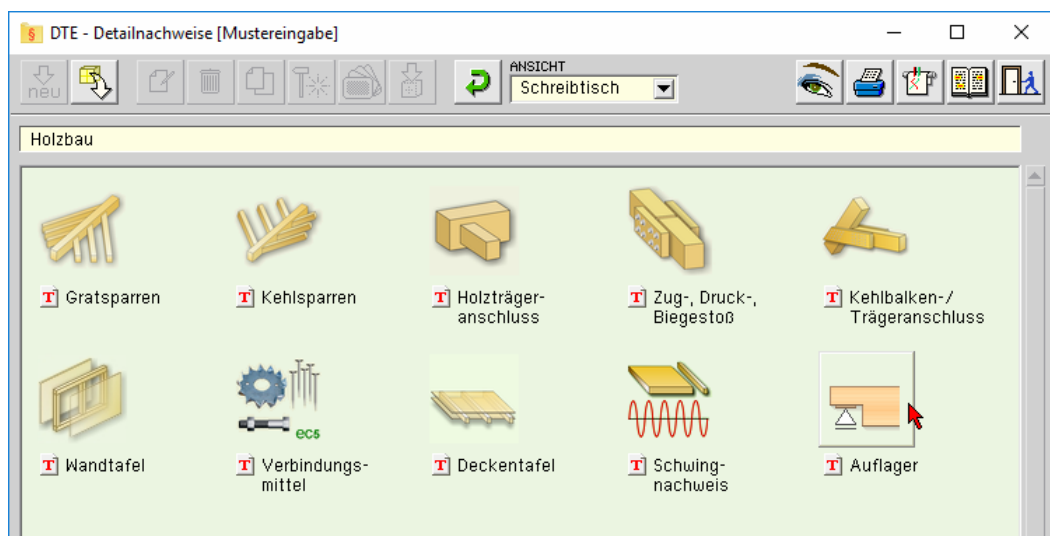 § DTE - Detailnachweise [Mustereingabe]
neu
ANSICHT
Schreibtisch
Holzbau
T Gratsparren
T Kehlsparren
T Holzträger-
anschluss
T Zug-, Druck-,
Biegestoß
T Kehlbalken-/
Trägeranschluss
ec5
T Wandtafel
T Verbindungs-
mittel
T Deckentafel
T Schwing-
nachweis
T Auflager